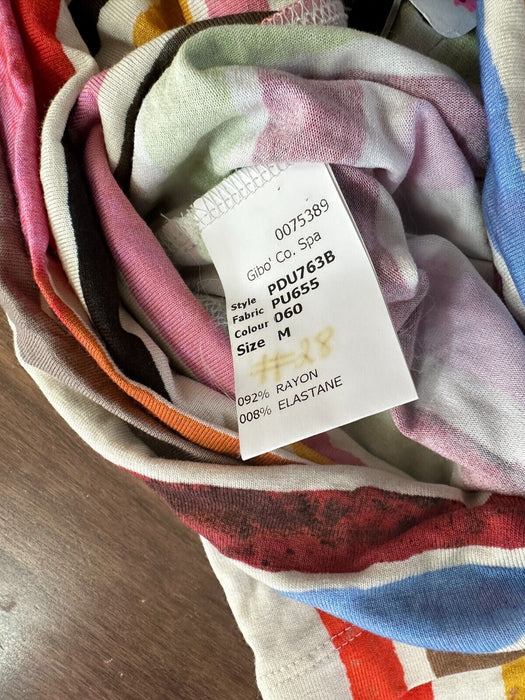 0075389
Gibo' Co. Spa
Style PDU763B
Fabric PU655
Colour 060
Size M
#28
092% RAYON
008% ELASTANE